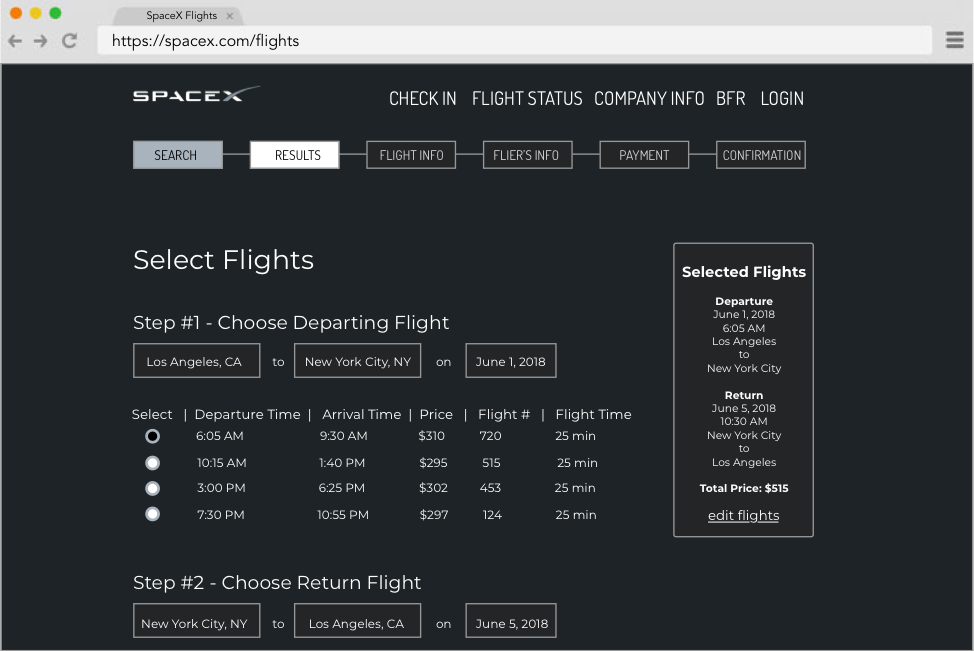 SpaceX Flights ×
https://spacex.com/flights
SPACEX CHECK IN FLIGHT STATUS COMPANY INFO BFR LOGIN
SEARCH RESULTS FLIGHT INFO FLIER'S INFO PAYMENT CONFIRMATION
Select Flights
Step #1 - Choose Departing Flight
Los Angeles, CA to New York City, NY on June 1, 2018
Select | Departure Time | Arrival Time | Price | Flight # | Flight Time
6:05 AM 9:30 AM $310 720 25 min
10:15 AM 1:40 PM $295 515 25 min
3:00 PM 6:25 PM $302 453 25 min
7:30 PM 10:55 PM $297 124 25 min
Step #2 - Choose Return Flight
New York City, NY to Los Angeles, CA on June 5, 2018
Selected Flights
Departure
June 1, 2018
6:05 AM
Los Angeles
to
New York City
Return
June 5, 2018
10:30 AM
New York City
to
Los Angeles
Total Price: $515
edit flights